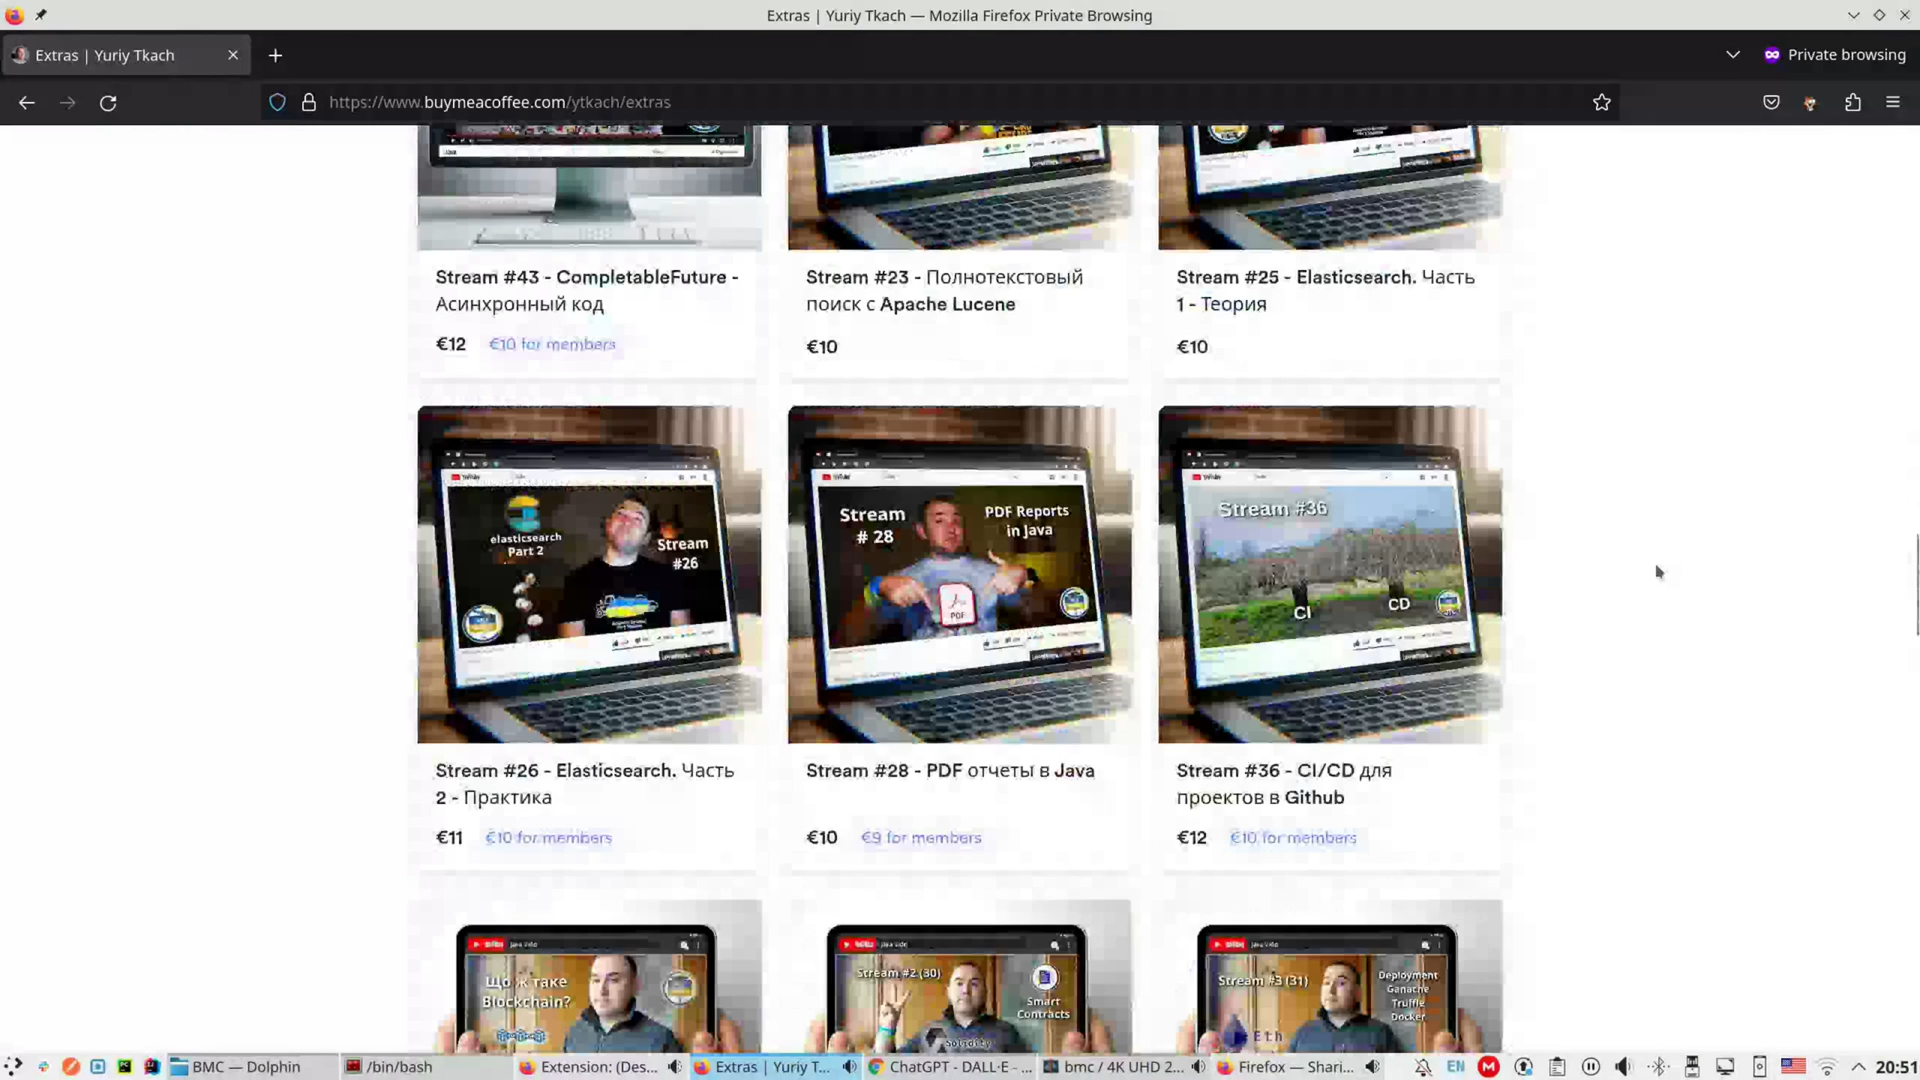 Extras | Yuriy Tkach — Mozilla Firefox Private Browsing
Extras | Yuriy Tkach
Private browsing
https://www.buymeacoffee.com/ytkach/extras
Stream #43 - CompletableFuture -
Асинхронный код
€12 €10 for members
Stream #23 - Полнотекстовый
поиск с Apache Lucene
€10
Stream #25 - Elasticsearch. Часть
1 - Теория
€10
elasticsearch
Part 2
Stream
#26
Stream
# 28
PDF Reports
in Java
PDF
Stream #36
CI
CD
Stream #26 - Elasticsearch. Часть
2 - Практика
€11 €10 for members
Stream #28 - PDF отчеты в Java
€10 €9 for members
Stream #36 - CI/CD для
проектов в Github
€12 €10 for members
Що ж таке
Blockchain?
Stream #2 (30)
Smart
Contracts
Solidity
Stream #3 (31)
Deployment
Ganache
Truffle
Docker
Eth
BMC — Dolphin
/bin/bash
Extension: (Des...
Extras | Yuriy T...
ChatGPT - DALL·E - ...
bmc / 4K UHD 2...
Firefox — Shari...
EN
20:51